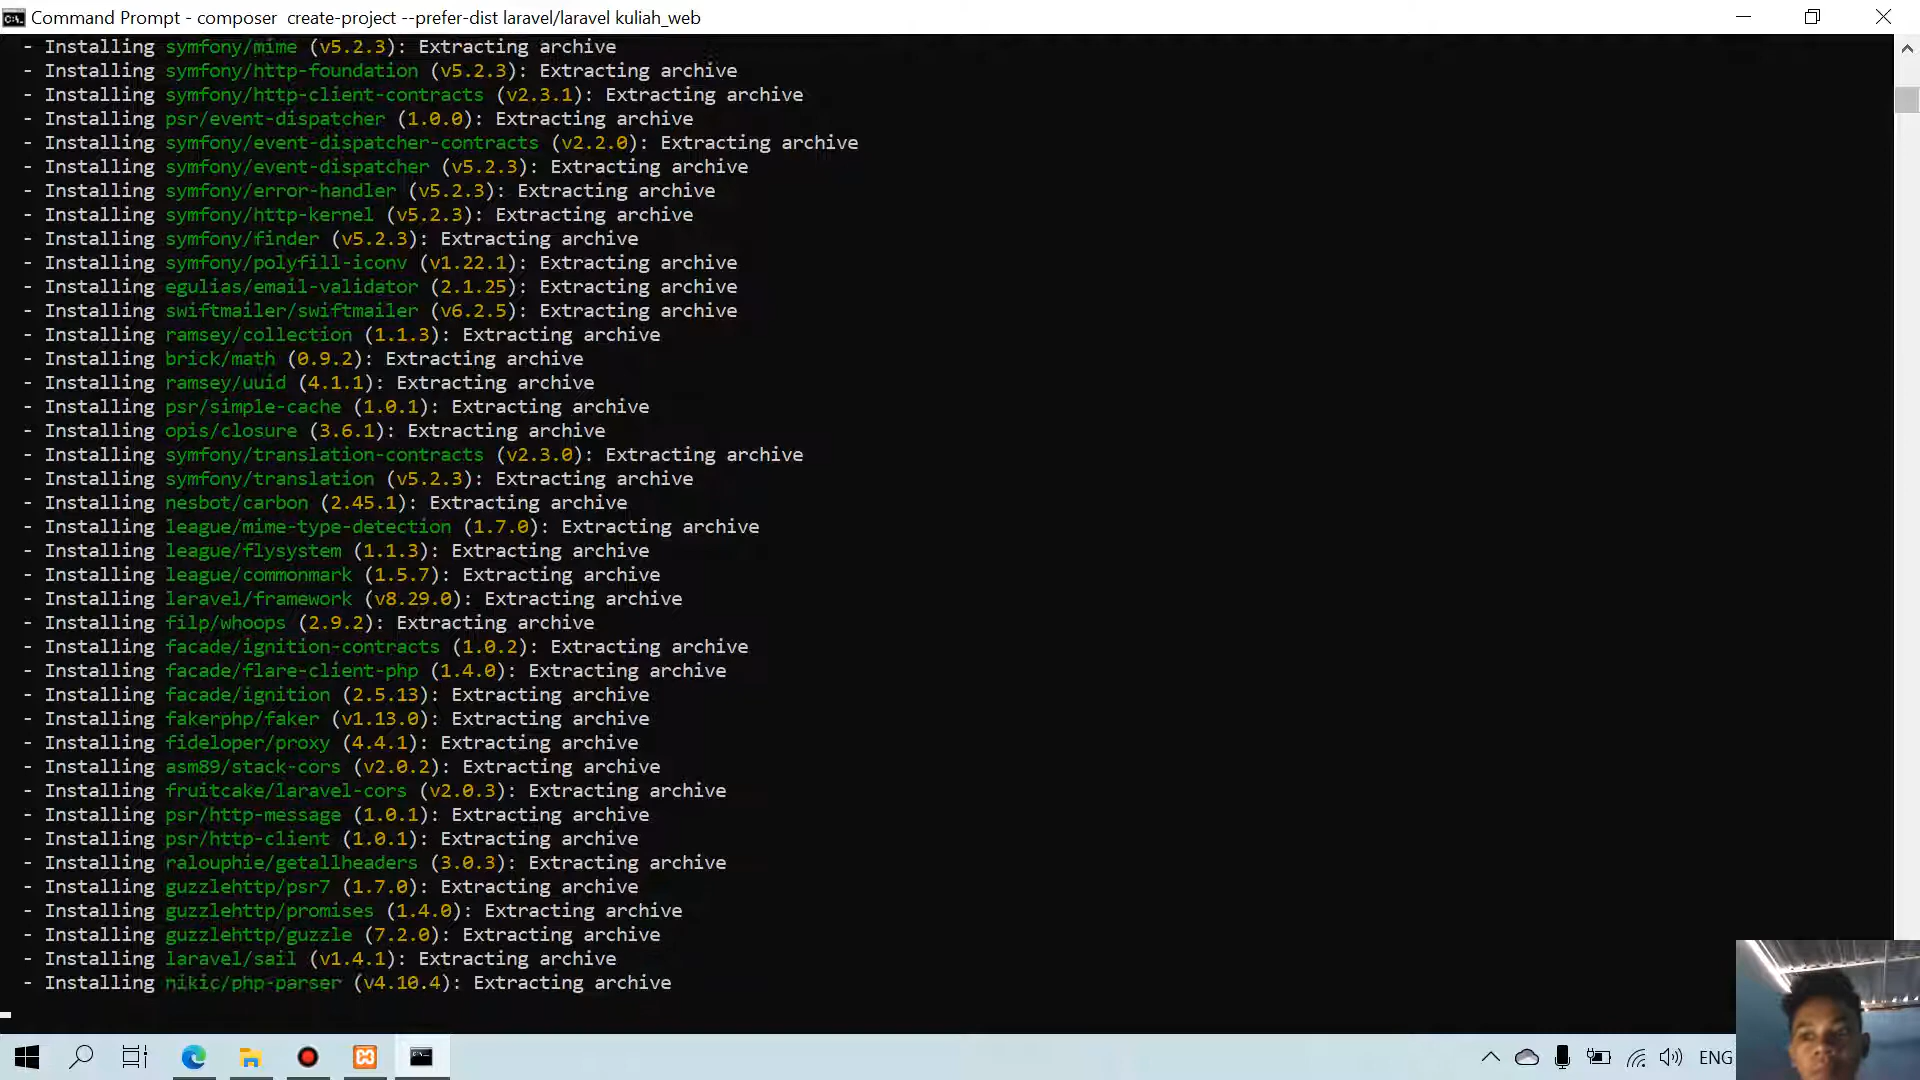 Command Prompt - composer  create-project --prefer-dist laravel/laravel kuliah_web
- Installing symfony/mime (v5.2.3): Extracting archive
- Installing symfony/http-foundation (v5.2.3): Extracting archive
- Installing symfony/http-client-contracts (v2.3.1): Extracting archive
- Installing psr/event-dispatcher (1.0.0): Extracting archive
- Installing symfony/event-dispatcher-contracts (v2.2.0): Extracting archive
- Installing symfony/event-dispatcher (v5.2.3): Extracting archive
- Installing symfony/error-handler (v5.2.3): Extracting archive
- Installing symfony/http-kernel (v5.2.3): Extracting archive
- Installing symfony/finder (v5.2.3): Extracting archive
- Installing symfony/polyfill-iconv (v1.22.1): Extracting archive
- Installing egulias/email-validator (2.1.25): Extracting archive
- Installing swiftmailer/swiftmailer (v6.2.5): Extracting archive
- Installing ramsey/collection (1.1.3): Extracting archive
- Installing brick/math (0.9.2): Extracting archive
- Installing ramsey/uuid (4.1.1): Extracting archive
- Installing psr/simple-cache (1.0.1): Extracting archive
- Installing opis/closure (3.6.1): Extracting archive
- Installing symfony/translation-contracts (v2.3.0): Extracting archive
- Installing symfony/translation (v5.2.3): Extracting archive
- Installing nesbot/carbon (2.45.1): Extracting archive
- Installing league/mime-type-detection (1.7.0): Extracting archive
- Installing league/flysystem (1.1.3): Extracting archive
- Installing league/commonmark (1.5.7): Extracting archive
- Installing laravel/framework (v8.29.0): Extracting archive
- Installing filp/whoops (2.9.2): Extracting archive
- Installing facade/ignition-contracts (1.0.2): Extracting archive
- Installing facade/flare-client-php (1.4.0): Extracting archive
- Installing facade/ignition (2.5.13): Extracting archive
- Installing fakerphp/faker (v1.13.0): Extracting archive
- Installing fideloper/proxy (4.4.1): Extracting archive
- Installing asm89/stack-cors (v2.0.2): Extracting archive
- Installing fruitcake/laravel-cors (v2.0.3): Extracting archive
- Installing psr/http-message (1.0.1): Extracting archive
- Installing psr/http-client (1.0.1): Extracting archive
- Installing ralouphie/getallheaders (3.0.3): Extracting archive
- Installing guzzlehttp/psr7 (1.7.0): Extracting archive
- Installing guzzlehttp/promises (1.4.0): Extracting archive
- Installing guzzlehttp/guzzle (7.2.0): Extracting archive
- Installing laravel/sail (v1.4.1): Extracting archive
- Installing nikic/php-parser (v4.10.4): Extracting archive
ENG